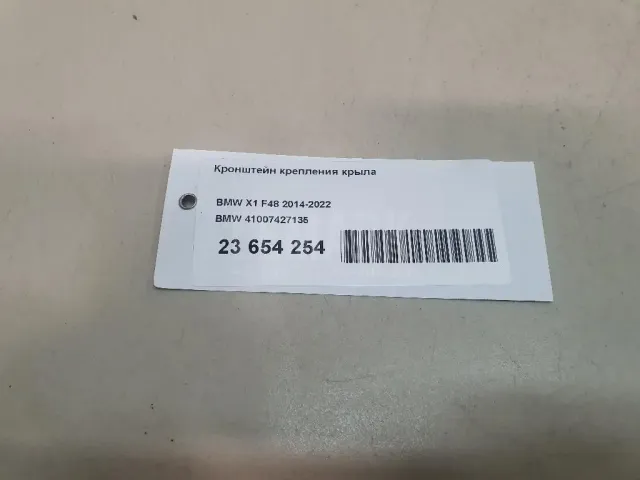 Кронштейн крепления крыла
BMW X1 F48 2014-2022
BMW 41007427135
23 654 254